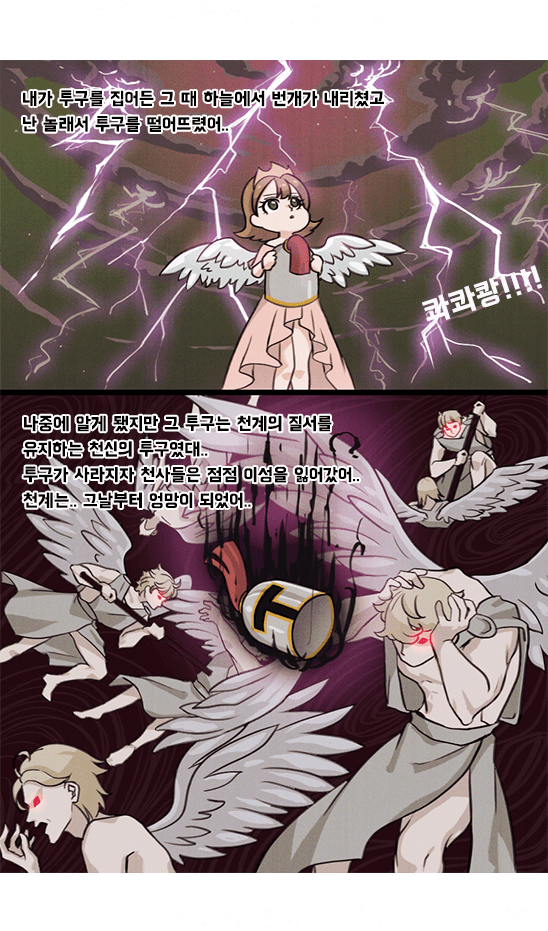 내가 투구를 집어든 그 때 하늘에서 번개가 내리쳤고
난 놀래서 투구를 떨어뜨렸어..
콰콰쾅!!!!
나중에 알게 됐지만 그 투구는 천계의 질서를
유지하는 천신의 투구였대..
투구가 사라지자 천사들은 점점 이성을 잃어갔어..
천계는.. 그날부터 엉망이 되었어..